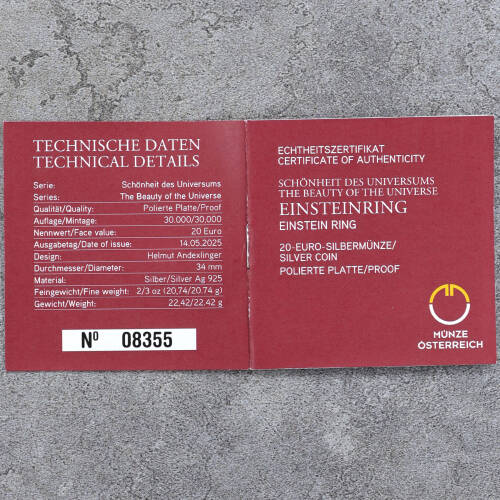 TECHNISCHE DATEN
TECHNICAL DETAILS
Serie: Schönheit des Universums
Series: The Beauty of the Universe
Qualität/Quality: Polierte Platte/Proof
Auflage/Mintage: 30.000/30,000
Nennwert/Face value: 20 Euro
Ausgabetag/Date of issue: 14.05.2025
Design: Helmut Andexlinger
Durchmesser/Diameter: 34 mm
Material: Silber/Silver Ag 925
Feingewicht/Fine weight: 2/3 oz (20,74/20.74 g)
Gewicht/Weight: 22,42/22.42 g
Nº 08355
ECHTHEITSZERTIFIKAT
CERTIFICATE OF AUTHENTICITY
SCHÖNHEIT DES UNIVERSUMS
THE BEAUTY OF THE UNIVERSE
EINSTEINRING
EINSTEIN RING
20-EURO-SILBERMÜNZE/
SILVER COIN
POLIERTE PLATTE/PROOF
MÜNZE
ÖSTERREICH